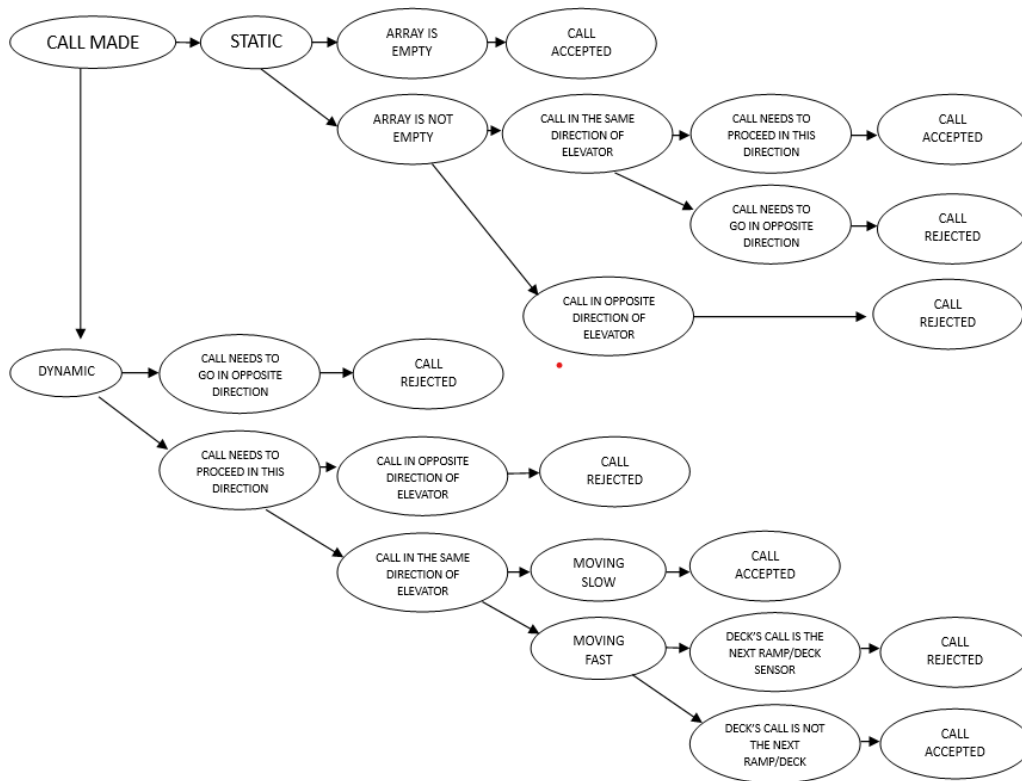 CALL MADE
STATIC
ARRAY IS
EMPTY
CALL
ACCEPTED
ARRAY IS NOT
EMPTY
CALL IN THE SAME
DIRECTION OF
ELEVATOR
CALL NEEDS TO
PROCEED IN THIS
DIRECTION
CALL
ACCEPTED
CALL NEEDS TO
GO IN OPPOSITE
DIRECTION
CALL
REJECTED
CALL IN OPPOSITE
DIRECTION OF
ELEVATOR
CALL
REJECTED
DYNAMIC
CALL NEEDS TO
GO IN OPPOSITE
DIRECTION
CALL
REJECTED
CALL NEEDS TO
PROCEED IN THIS
DIRECTION
CALL IN OPPOSITE
DIRECTION OF
ELEVATOR
CALL
REJECTED
CALL IN THE SAME
DIRECTION OF
ELEVATOR
MOVING
SLOW
CALL
ACCEPTED
MOVING
FAST
DECK'S CALL IS THE
NEXT RAMP/DECK
SENSOR
CALL
REJECTED
DECK'S CALL IS NOT
THE NEXT
RAMP/DECK
CALL
ACCEPTED